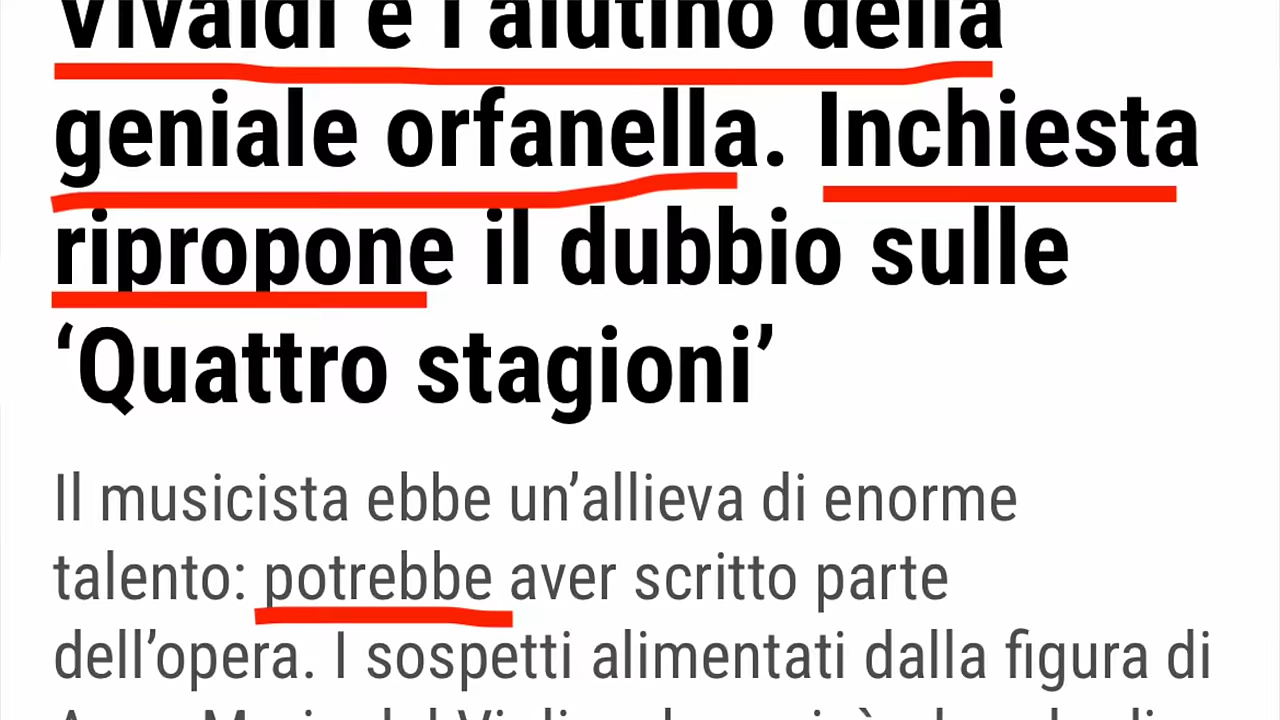 Vivaldi e l'aiutino della
geniale orfanella. Inchiesta
ripropone il dubbio sulle
‘Quattro stagioni’
Il musicista ebbe un’allieva di enorme
talento: potrebbe aver scritto parte
dell’opera. I sospetti alimentati dalla figura di